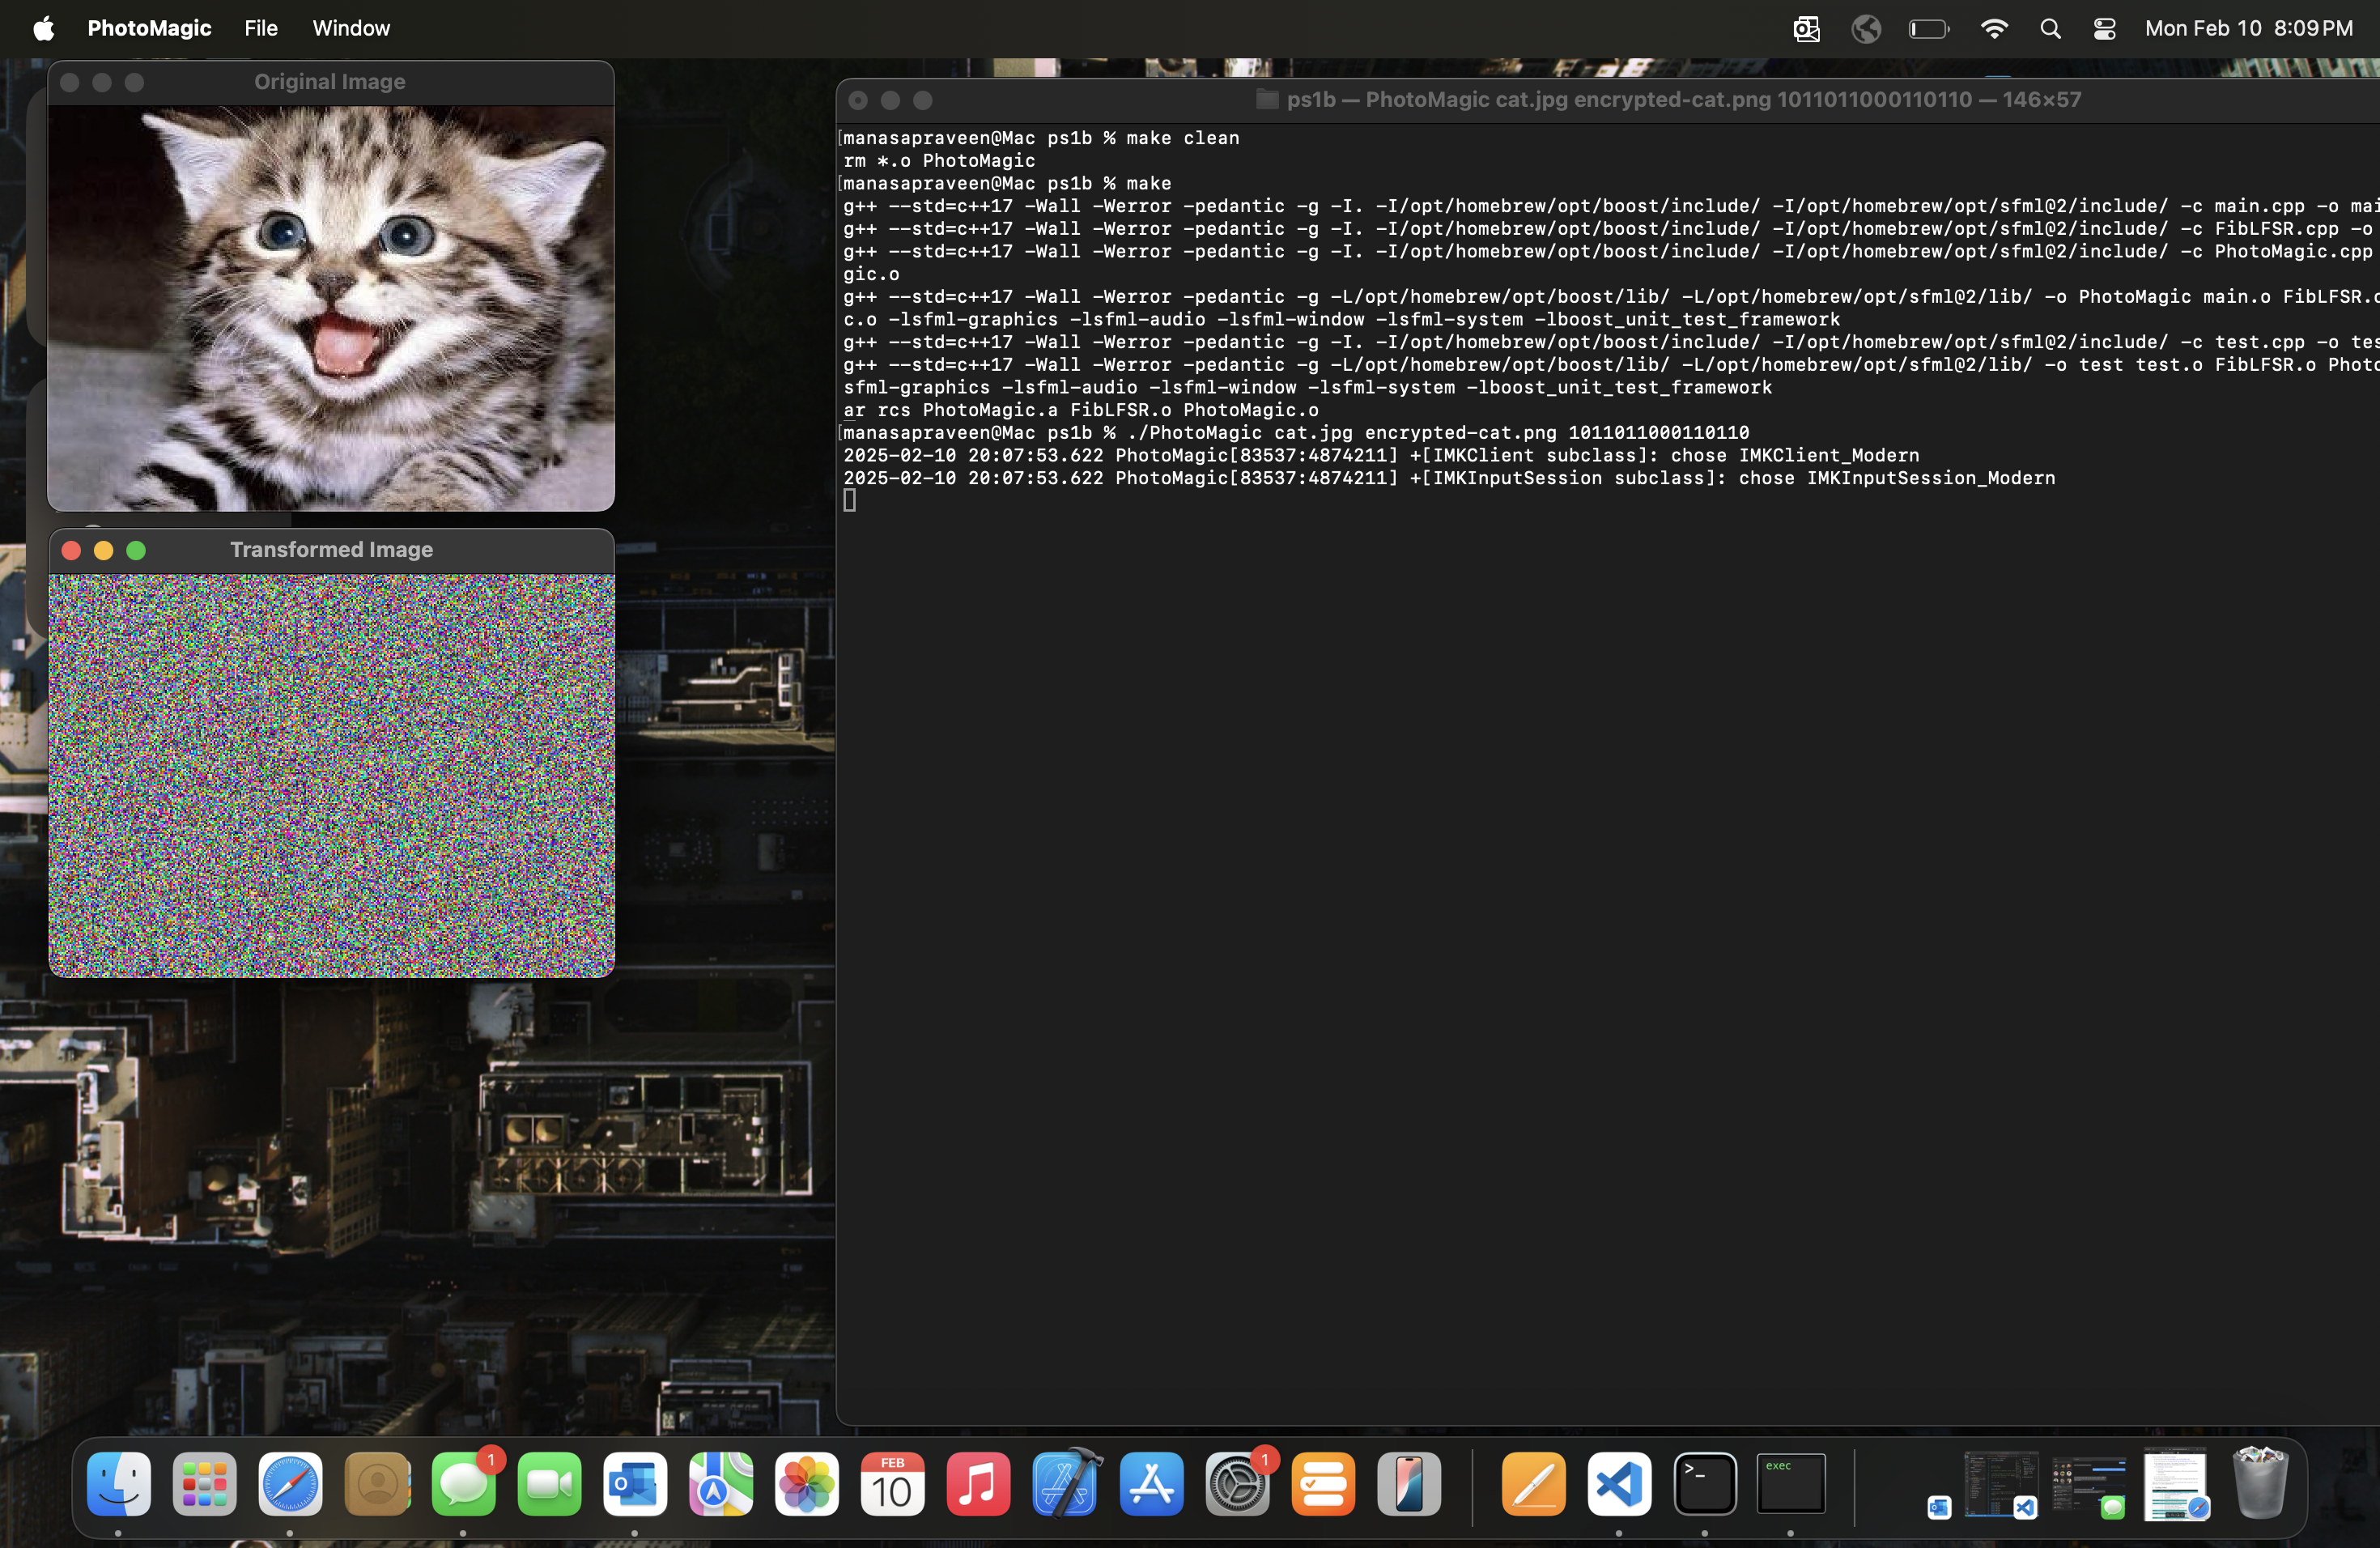 PhotoMagic File Window Mon Feb 10 8:09 PM
Original Image
ps1b — PhotoMagic cat.jpg encrypted-cat.png 1011011000110110 — 146×57
[manasapraveen@Mac ps1b % make clean
rm *.o PhotoMagic
[manasapraveen@Mac ps1b % make
g++ --std=c++17 -Wall -Werror -pedantic -g -I. -I/opt/homebrew/opt/boost/include/ -I/opt/homebrew/opt/sfml@2/include/ -c main.cpp -o mai
g++ --std=c++17 -Wall -Werror -pedantic -g -I. -I/opt/homebrew/opt/boost/include/ -I/opt/homebrew/opt/sfml@2/include/ -c FibLFSR.cpp -o
g++ --std=c++17 -Wall -Werror -pedantic -g -I. -I/opt/homebrew/opt/boost/include/ -I/opt/homebrew/opt/sfml@2/include/ -c PhotoMagic.cpp
gic.o
g++ --std=c++17 -Wall -Werror -pedantic -g -L/opt/homebrew/opt/boost/lib/ -L/opt/homebrew/opt/sfml@2/lib/ -o PhotoMagic main.o FibLFSR.o
c.o -lsfml-graphics -lsfml-audio -lsfml-window -lsfml-system -lboost_unit_test_framework
g++ --std=c++17 -Wall -Werror -pedantic -g -I. -I/opt/homebrew/opt/boost/include/ -I/opt/homebrew/opt/sfml@2/include/ -c test.cpp -o tes
g++ --std=c++17 -Wall -Werror -pedantic -g -L/opt/homebrew/opt/boost/lib/ -L/opt/homebrew/opt/sfml@2/lib/ -o test test.o FibLFSR.o Photo
sfml-graphics -lsfml-audio -lsfml-window -lsfml-system -lboost_unit_test_framework
ar rcs PhotoMagic.a FibLFSR.o PhotoMagic.o
[manasapraveen@Mac ps1b % ./PhotoMagic cat.jpg encrypted-cat.png 1011011000110110
2025-02-10 20:07:53.622 PhotoMagic[83537:4874211] +[IMKClient subclass]: chose IMKClient_Modern
2025-02-10 20:07:53.622 PhotoMagic[83537:4874211] +[IMKInputSession subclass]: chose IMKInputSession_Modern
Transformed Image
1
FEB
10
1
>_
exec